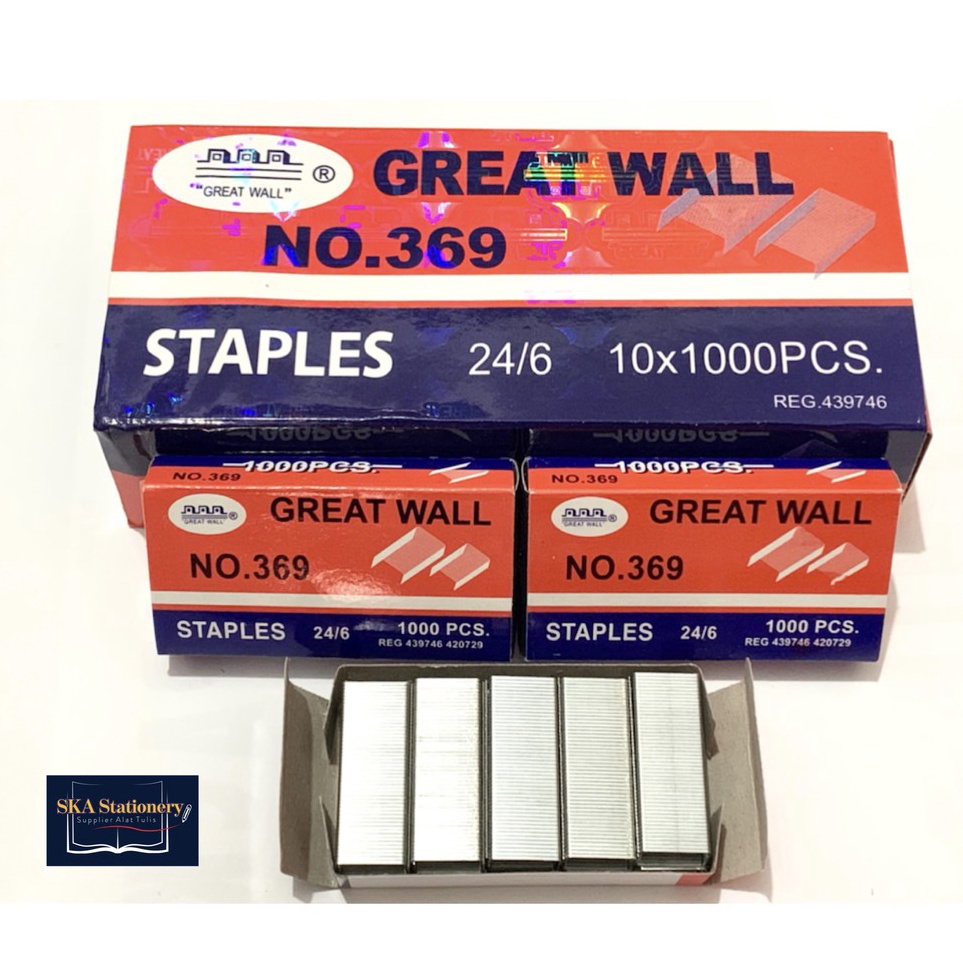 "GREAT WALL" ®
GREAT WALL
NO.369
STAPLES 24/6 10x1000PCS.
REG.439746
1000PCS
1000PCS.
NO.369
"GREAT WALL" ®
GREAT WALL
NO.369
STAPLES 24/6 1000 PCS.
REG 439746 420729
1000PCS
1000PCS.
NO.369
"GREAT WALL" ®
GREAT WALL
NO.369
STAPLES 24/6 1000 PCS.
REG 439746 420729
SKA Stationery
Supplier Alat Tulis